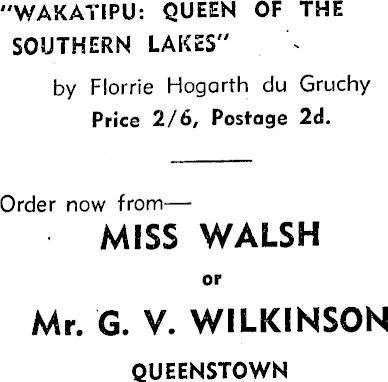 "WAKATIPU: QUEEN OF THE
SOUTHERN LAKES"
by Florrie Hogarth du Gruchy
Price 2/6, Postage 2d.
Order now from—
MISS WALSH
or
Mr. G. V. WILKINSON
QUEENSTOWN